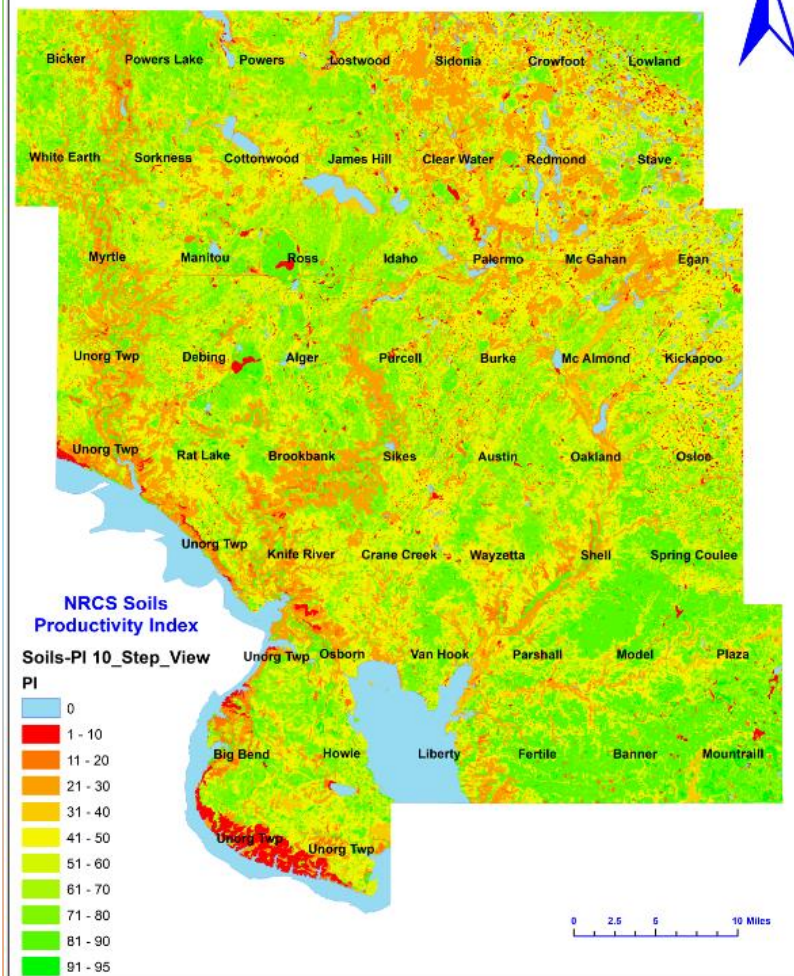 Bicker Powers Lake Powers Lostwood Sidonia Crowfoot Lowland
White Earth Sorkness Cottonwood James Hill Clear Water Redmond Stave
Myrtle Manitou Ross Idaho Palermo Mc Gahan Egan
Unorg Twp Debing Alger Purcell Burke Mc Almond Kickapoo
Unorg Twp Rat Lake Brookbank Sikes Austin Oakland Osloe
Unorg Twp Knife River Crane Creek Wayzetta Shell Spring Coulee
Unorg Twp Osborn Van Hook Parshall Model Plaza
Big Bend Howie Liberty Fertile Banner Mountraill
Unorg Twp Unorg Twp
NRCS Soils
Productivity Index
Soils-PI 10_Step_View
PI
0
1 - 10
11 - 20
21 - 30
31 - 40
41 - 50
51 - 60
61 - 70
71 - 80
81 - 90
91 - 95
0 2.5 5 10 Miles